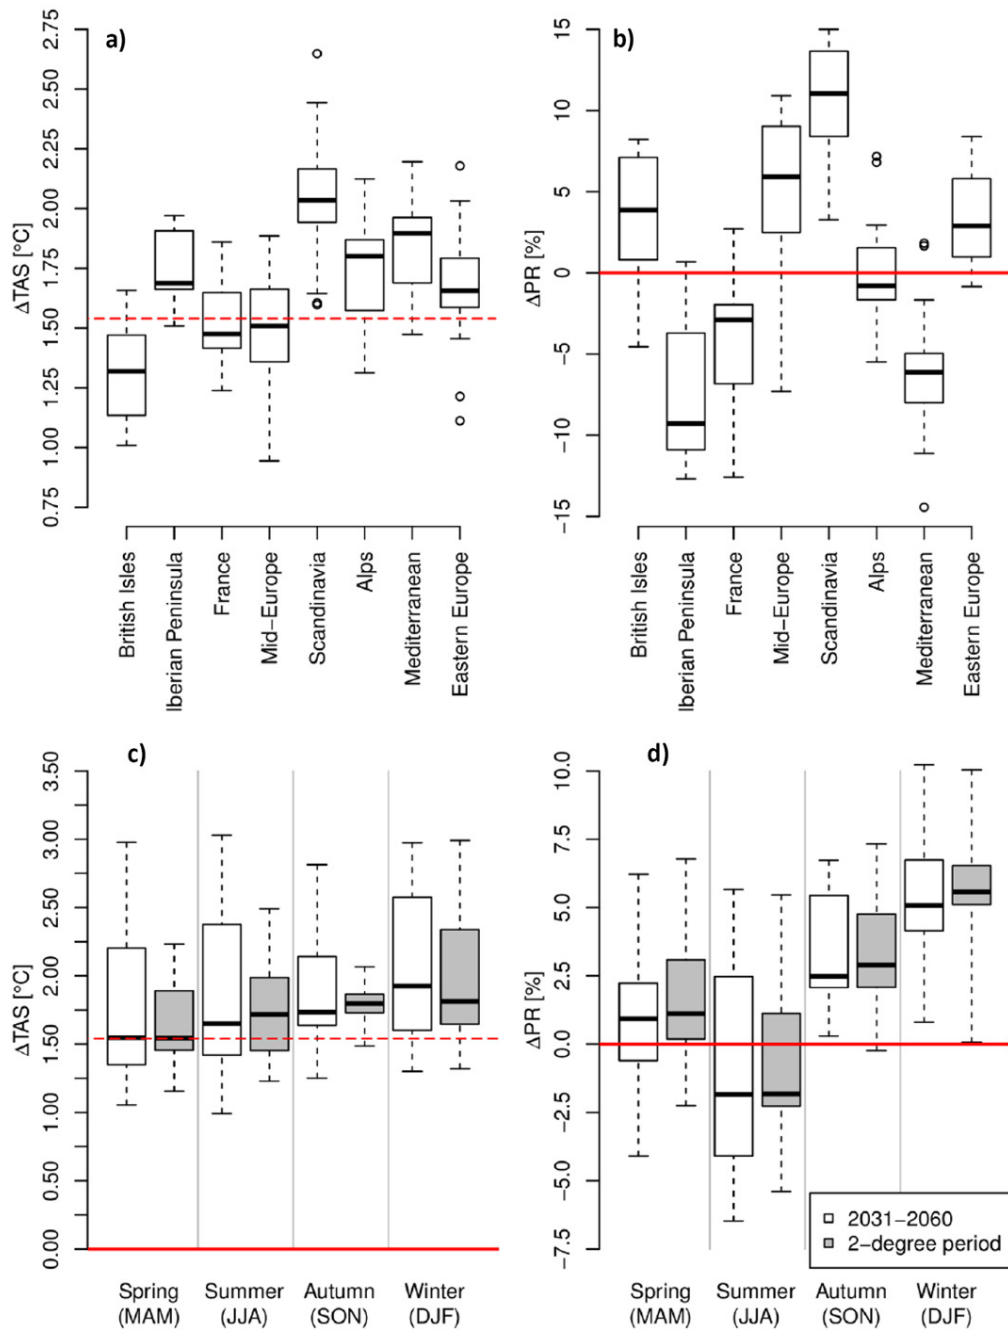 a)
ΔTAS [°C]
2.75
2.50
2.25
2.00
1.75
1.50
1.25
1.00
0.75
British Isles
Iberian Peninsula
France
Mid−Europe
Scandinavia
Alps
Mediterranean
Eastern Europe
b)
ΔPR [%]
15
10
5
0
−5
−10
−15
British Isles
Iberian Peninsula
France
Mid−Europe
Scandinavia
Alps
Mediterranean
Eastern Europe
c)
ΔTAS [°C]
3.50
3.00
2.50
2.00
1.50
1.00
0.50
0.00
Spring
(MAM)
Summer
(JJA)
Autumn
(SON)
Winter
(DJF)
d)
ΔPR [%]
10.0
7.5
5.0
2.5
0.0
−2.5
−5.0
−7.5
2031−2060
2−degree period
Spring
(MAM)
Summer
(JJA)
Autumn
(SON)
Winter
(DJF)